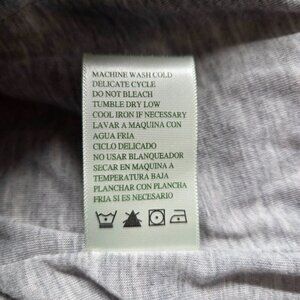 MACHINE WASH COLD
DELICATE CYCLE
DO NOT BLEACH
TUMBLE DRY LOW
COOL IRON IF NECESSARY
LAVAR A MAQUINA CON
AGUA FRIA
CICLO DELICADO
NO USAR BLANQUEADOR
SECAR EN MAQUINA A
TEMPERATURA BAJA
PLANCHAR CON PLANCHA
FRIA SI ES NECESARIO